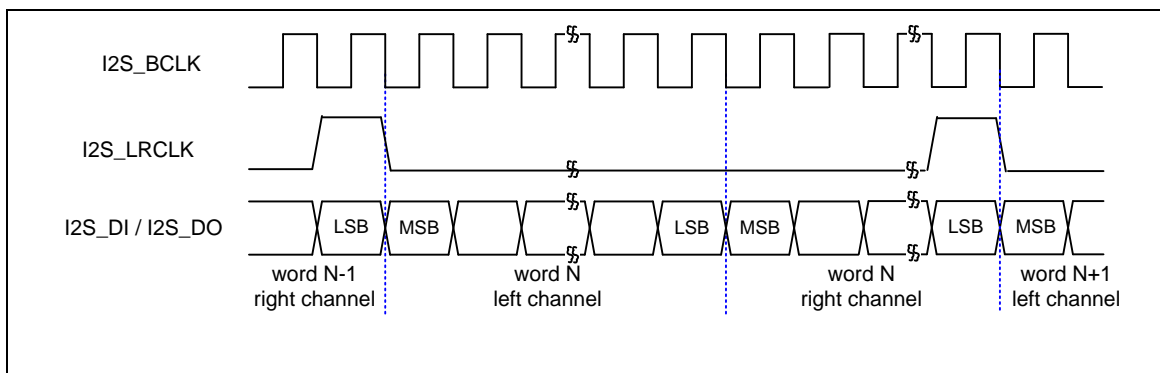 I2S_BCLK
I2S_LRCLK
I2S_DI / I2S_DO
LSB
MSB
LSB
MSB
LSB
MSB
word N-1
right channel
word N
left channel
word N
right channel
word N+1
left channel